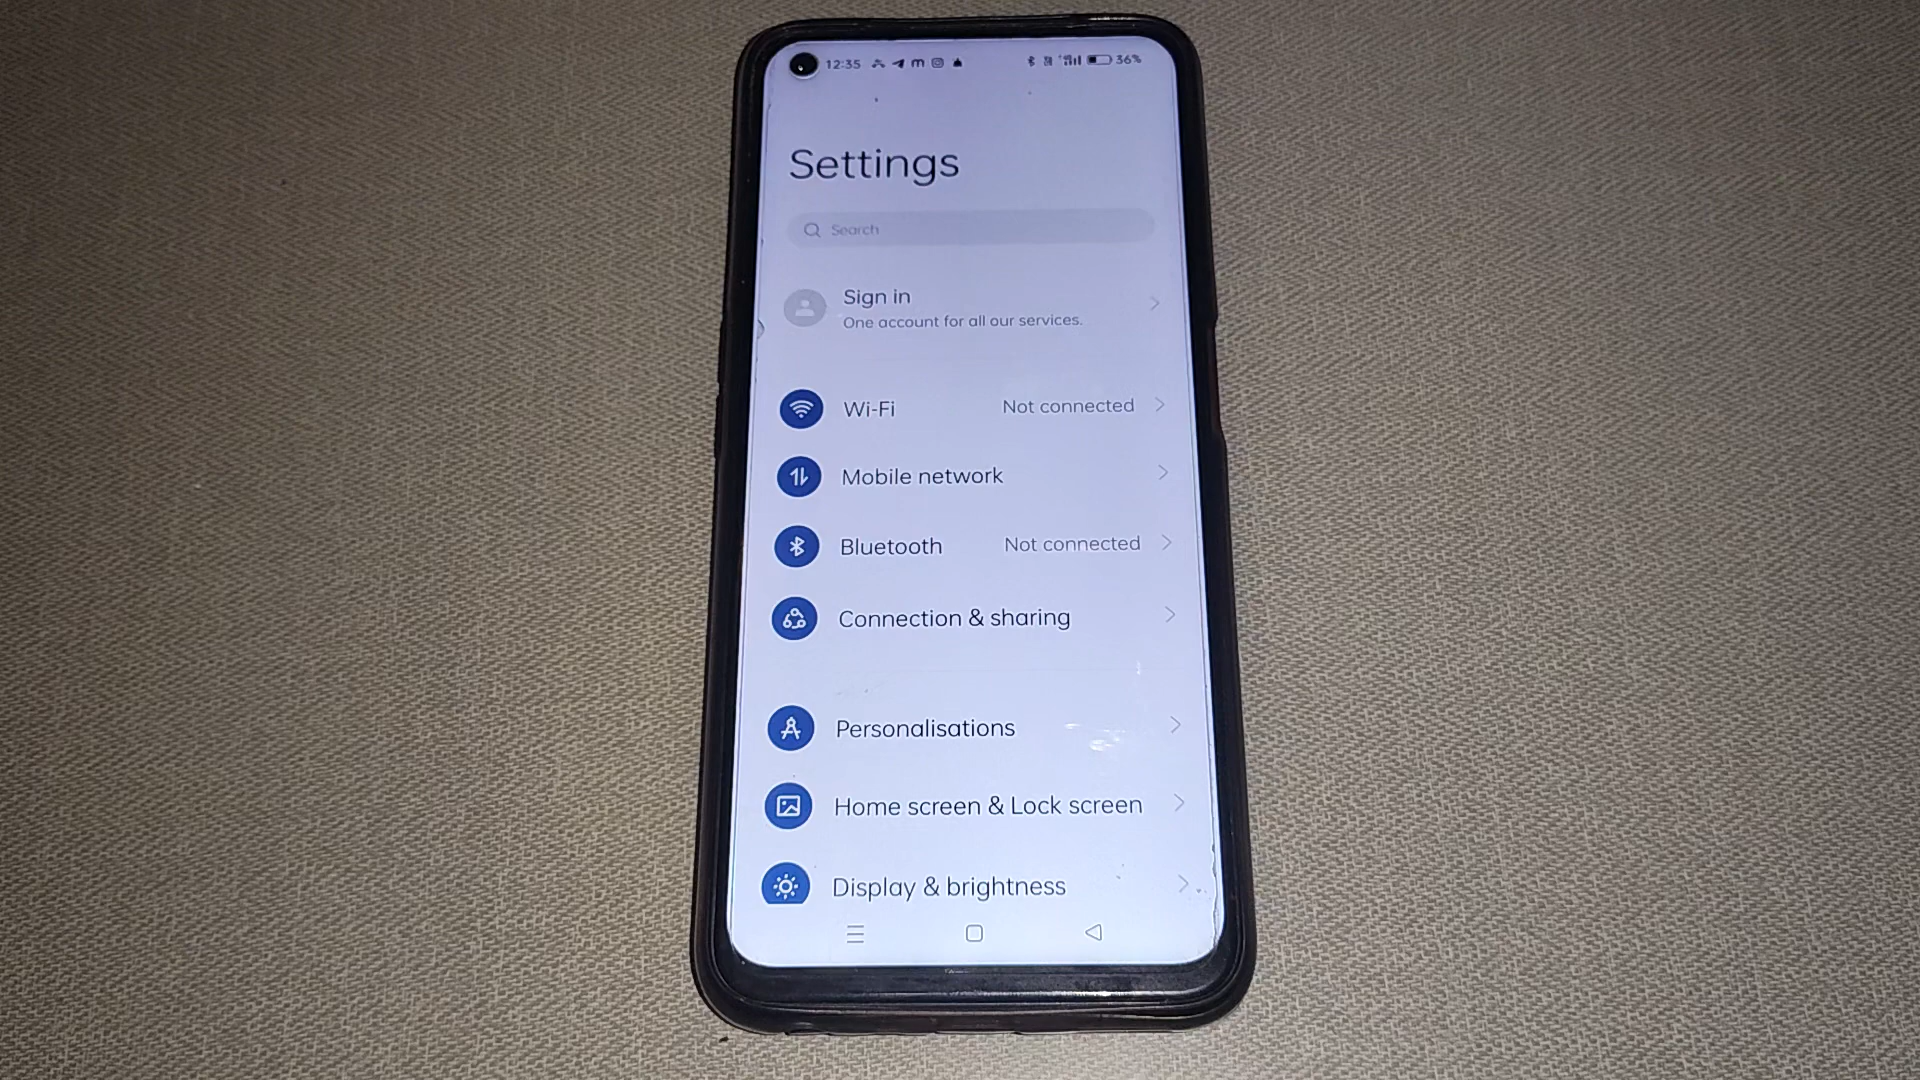 12:35 36%
Settings
Search
Sign in
One account for all our services.
Wi-Fi Not connected
Mobile network
Bluetooth Not connected
Connection & sharing
Personalisations
Home screen & Lock screen
Display & brightness